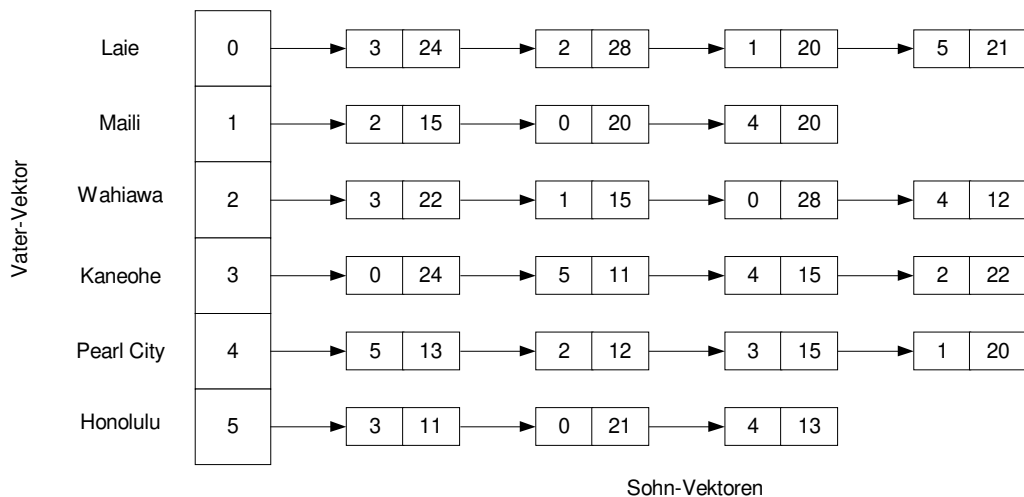 Vater-Vektor
Laie 0 3 24 2 28 1 20 5 21
Maili 1 2 15 0 20 4 20
Wahiawa 2 3 22 1 15 0 28 4 12
Kaneohe 3 0 24 5 11 4 15 2 22
Pearl City 4 5 13 2 12 3 15 1 20
Honolulu 5 3 11 0 21 4 13
Sohn-Vektoren